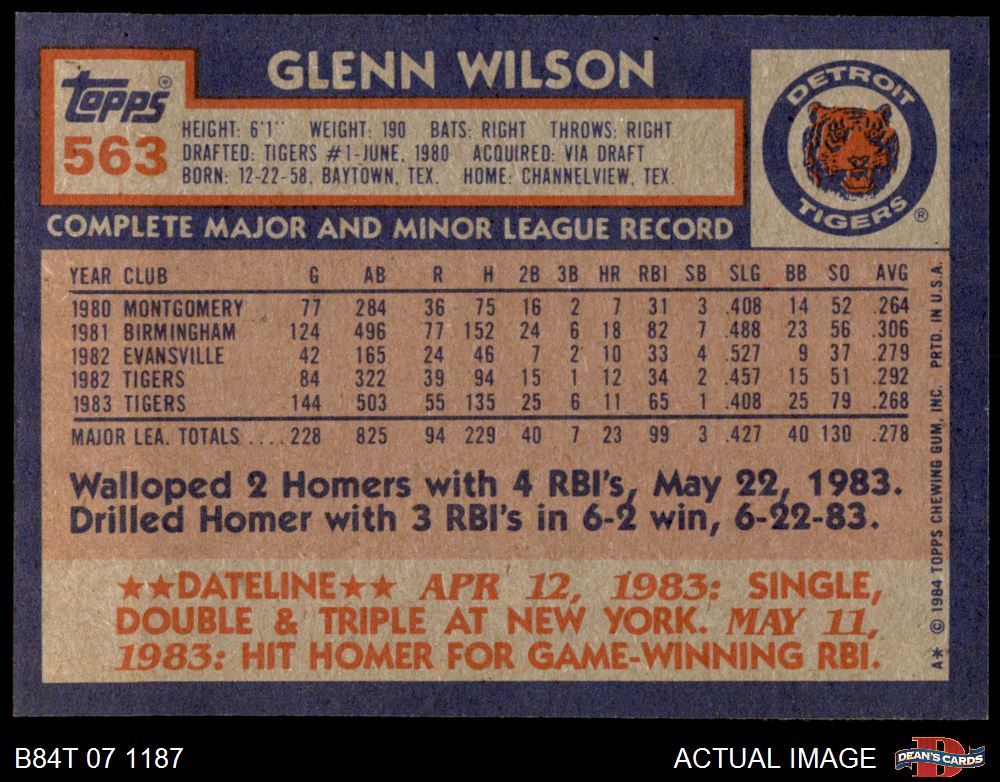 GLENN WILSON
Topps®
563
HEIGHT: 6'1" WEIGHT: 190 BATS: RIGHT THROWS: RIGHT
DRAFTED: TIGERS #1-JUNE, 1980 ACQUIRED: VIA DRAFT
BORN: 12-22-58, BAYTOWN, TEX. HOME: CHANNELVIEW, TEX.
DETROIT
TIGERS®
COMPLETE MAJOR AND MINOR LEAGUE RECORD
YEAR CLUB G AB R H 2B 3B HR RBI SB SLG BB SO AVG
1980 MONTGOMERY 77 284 36 75 16 2 7 31 3 .408 14 52 .264
1981 BIRMINGHAM 124 496 77 152 24 6 18 82 7 .488 23 56 .306
1982 EVANSVILLE 42 165 24 46 7 2 10 33 4 .527 9 37 .279
1982 TIGERS 84 322 39 94 15 1 12 34 2 .457 15 51 .292
1983 TIGERS 144 503 55 135 25 6 11 65 1 .408 25 79 .268
MAJOR LEA. TOTALS .... 228 825 94 229 40 7 23 99 3 .427 40 130 .278
Walloped 2 Homers with 4 RBI's, May 22, 1983.
Drilled Homer with 3 RBI's in 6-2 win, 6-22-83.
★★DATELINE★★ APR 12, 1983: SINGLE,
DOUBLE & TRIPLE AT NEW YORK. MAY 11,
1983: HIT HOMER FOR GAME-WINNING RBI.
A* © 1984 TOPPS CHEWING GUM, INC. PRTD. IN U.S.A.
B84T 07 1187
ACTUAL IMAGE
D
DEAN'S CARDS